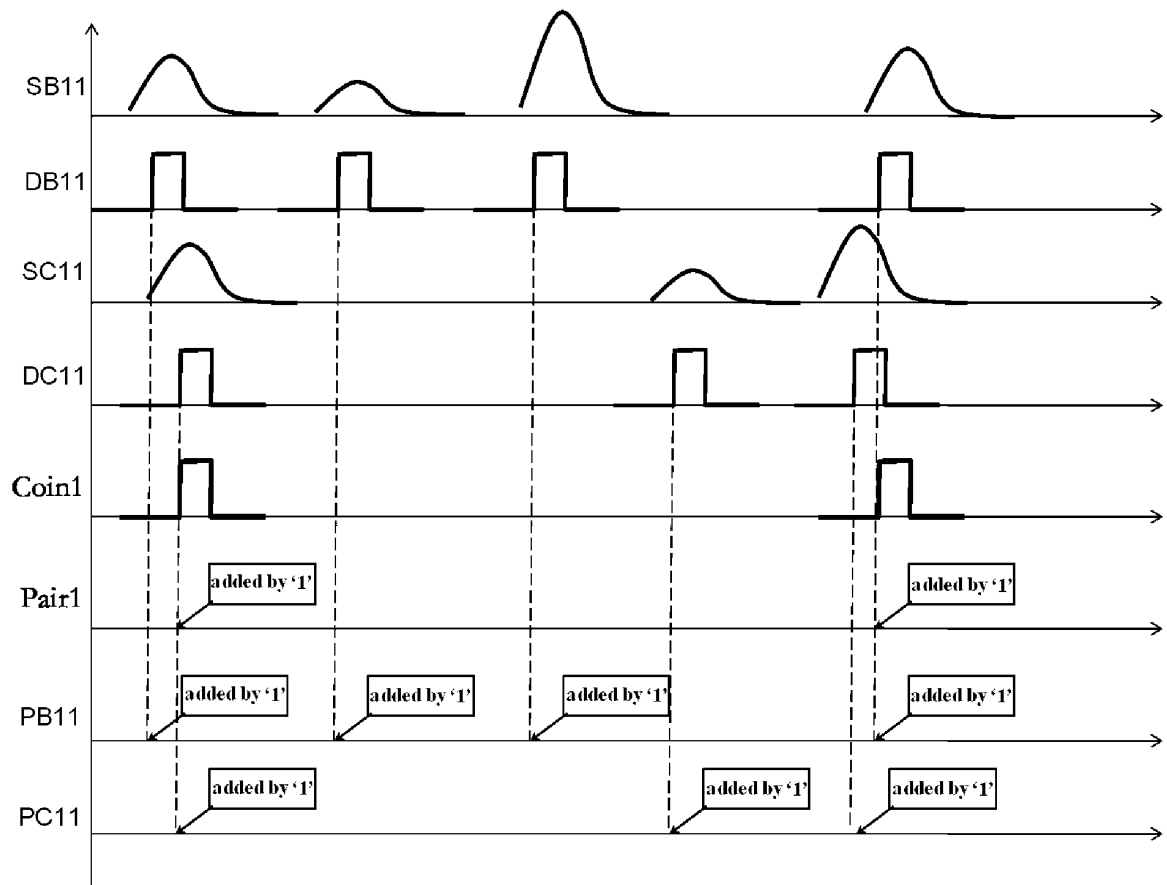 SB11
DB11
SC11
DC11
Coin1
Pair1
added by ‘1’
added by ‘1’
PB11
added by ‘1’
added by ‘1’
added by ‘1’
added by ‘1’
PC11
added by ‘1’
added by ‘1’
added by ‘1’